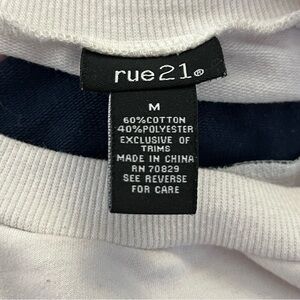 rue21®
M
60%COTTON
40%POLYESTER
EXCLUSIVE OF
TRIMS
MADE IN CHINA
RN 70829
SEE REVERSE
FOR CARE